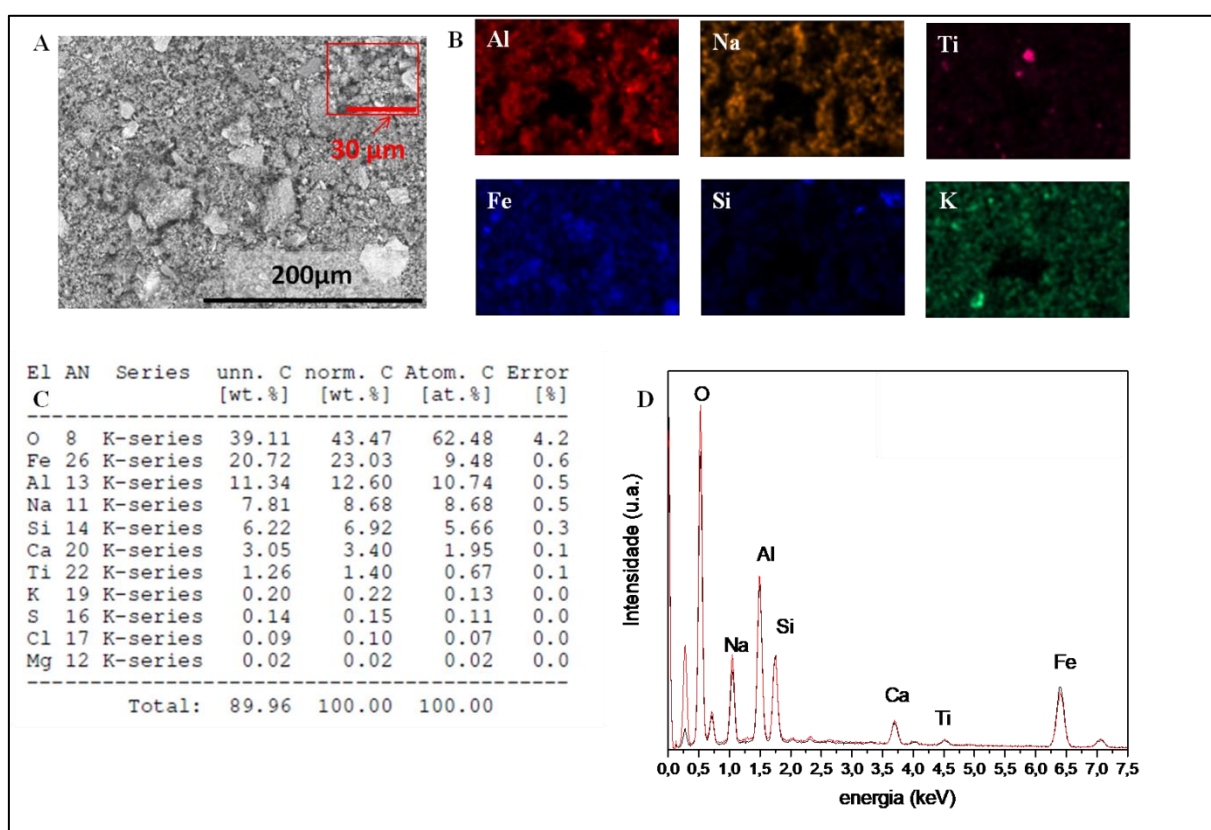 A
30 µm
200µm
B
Al
Na
Ti
Fe
Si
K
El AN Series unn. C norm. C Atom. C Error
C [wt.%] [wt.%] [at.%] [%]
-----------------------------------------------
O 8 K-series 39.11 43.47 62.48 4.2
Fe 26 K-series 20.72 23.03 9.48 0.6
Al 13 K-series 11.34 12.60 10.74 0.5
Na 11 K-series 7.81 8.68 8.68 0.5
Si 14 K-series 6.22 6.92 5.66 0.3
Ca 20 K-series 3.05 3.40 1.95 0.1
Ti 22 K-series 1.26 1.40 0.67 0.1
K 19 K-series 0.20 0.22 0.13 0.0
S 16 K-series 0.14 0.15 0.11 0.0
Cl 17 K-series 0.09 0.10 0.07 0.0
Mg 12 K-series 0.02 0.02 0.02 0.0
-----------------------------------------------
Total: 89.96 100.00 100.00
D
O
Al
Na
Si
Ca
Ti
Fe
Intensidade (u.a.)
0,0 0,5 1,0 1,5 2,0 2,5 3,0 3,5 4,0 4,5 5,0 5,5 6,0 6,5 7,0 7,5
energia (keV)